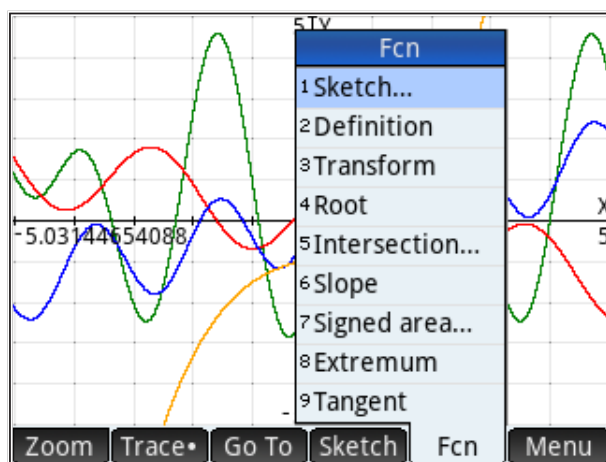 5 Y
Fcn
1 Sketch...
2 Definition
3 Transform
4 Root
X
-5.03144654088
5 Intersection...
5
6 Slope
7 Signed area...
8 Extremum
9 Tangent
-
Zoom Trace• Go To Sketch Fcn Menu